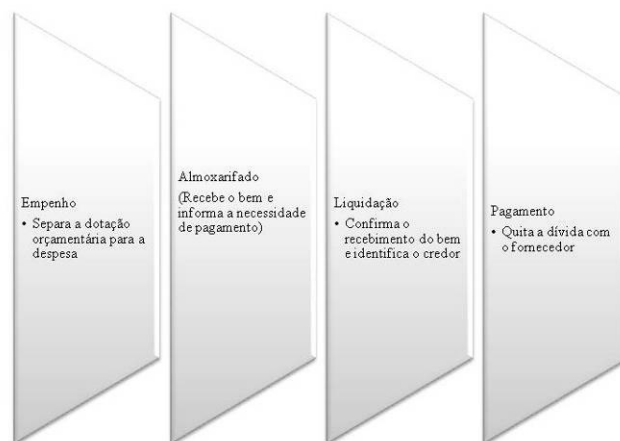 Empenho
• Separa a dotação
orçamentária para a
despesa
Almoxarifado
(Recebe o bem e
informa a necessidade
de pagamento)
Liquidação
• Confirma o
recebimento do bem
e identifica o credor
Pagamento
• Quita a dívida com
o fornecedor